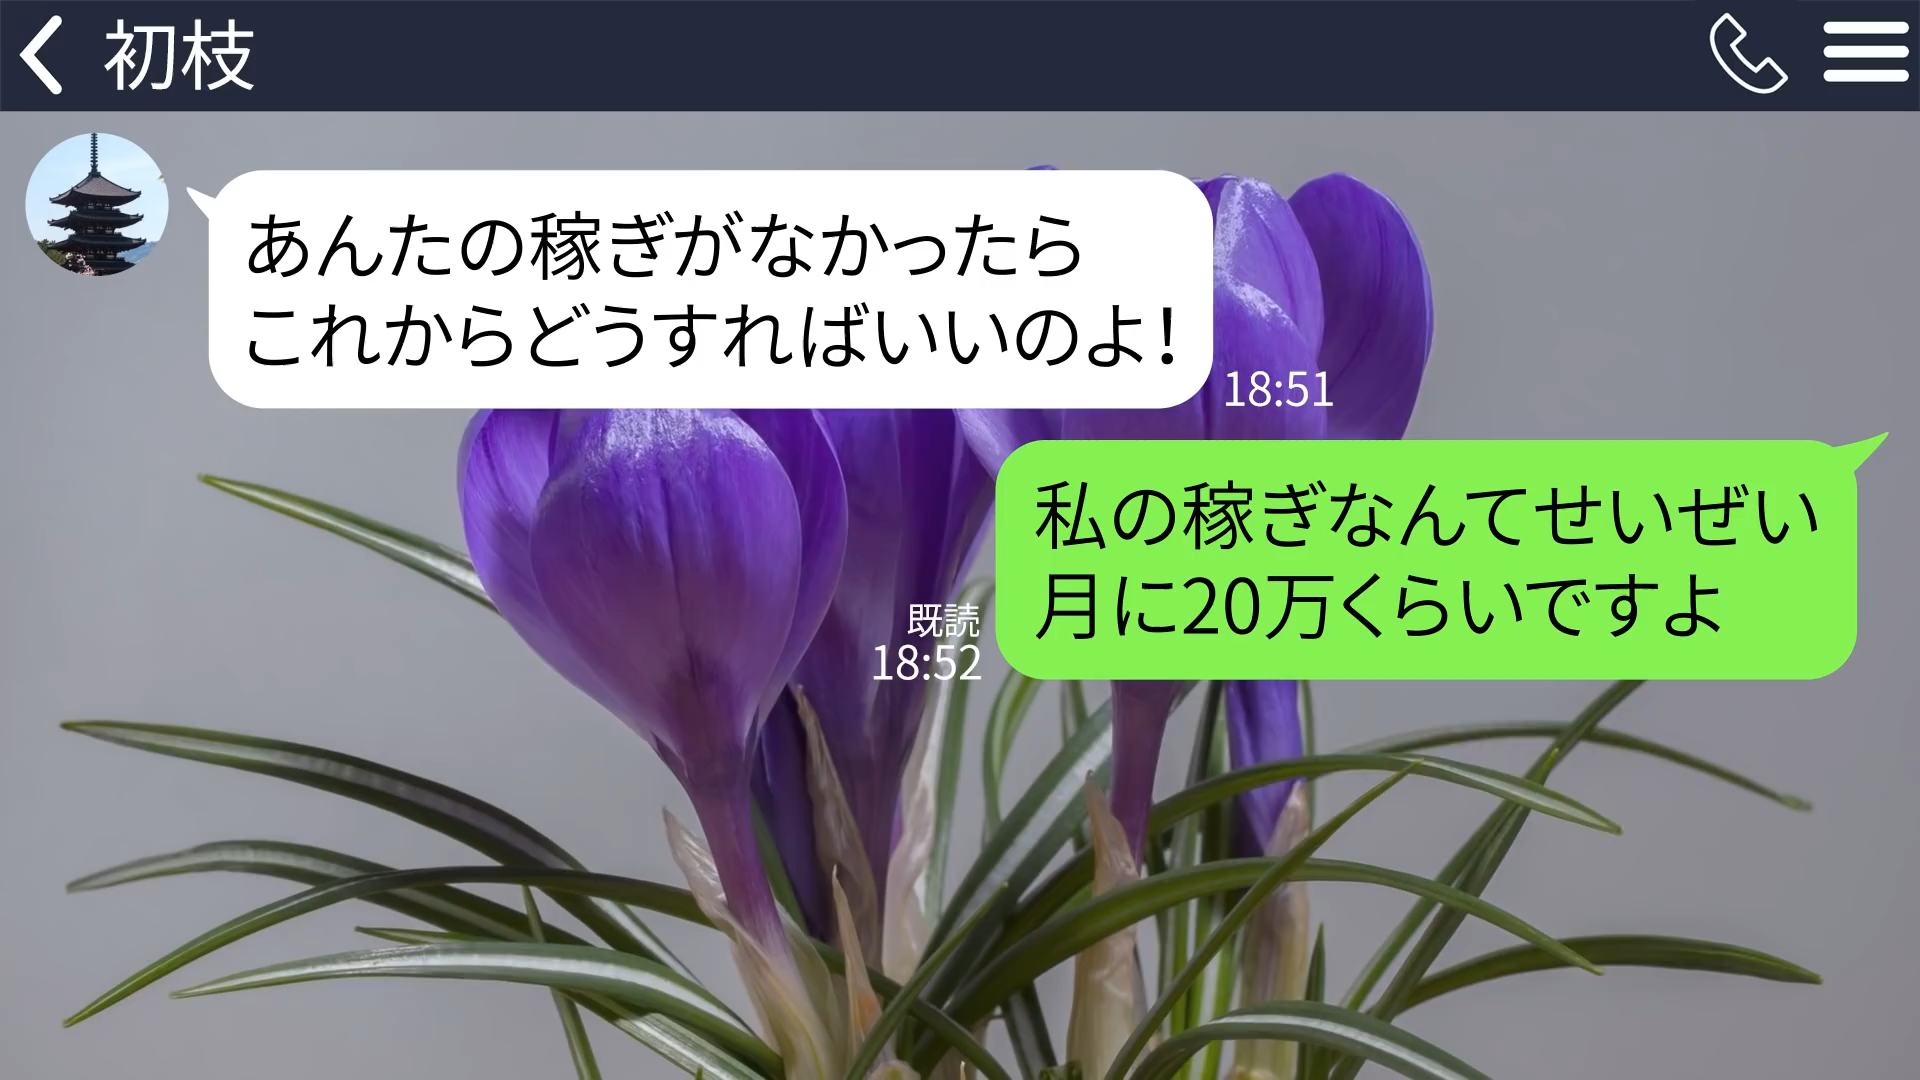 初枝
あんたの稼ぎがなかったら
これからどうすればいいのよ！
18:51
私の稼ぎなんてせいぜい
月に20万くらいですよ
既読
18:52